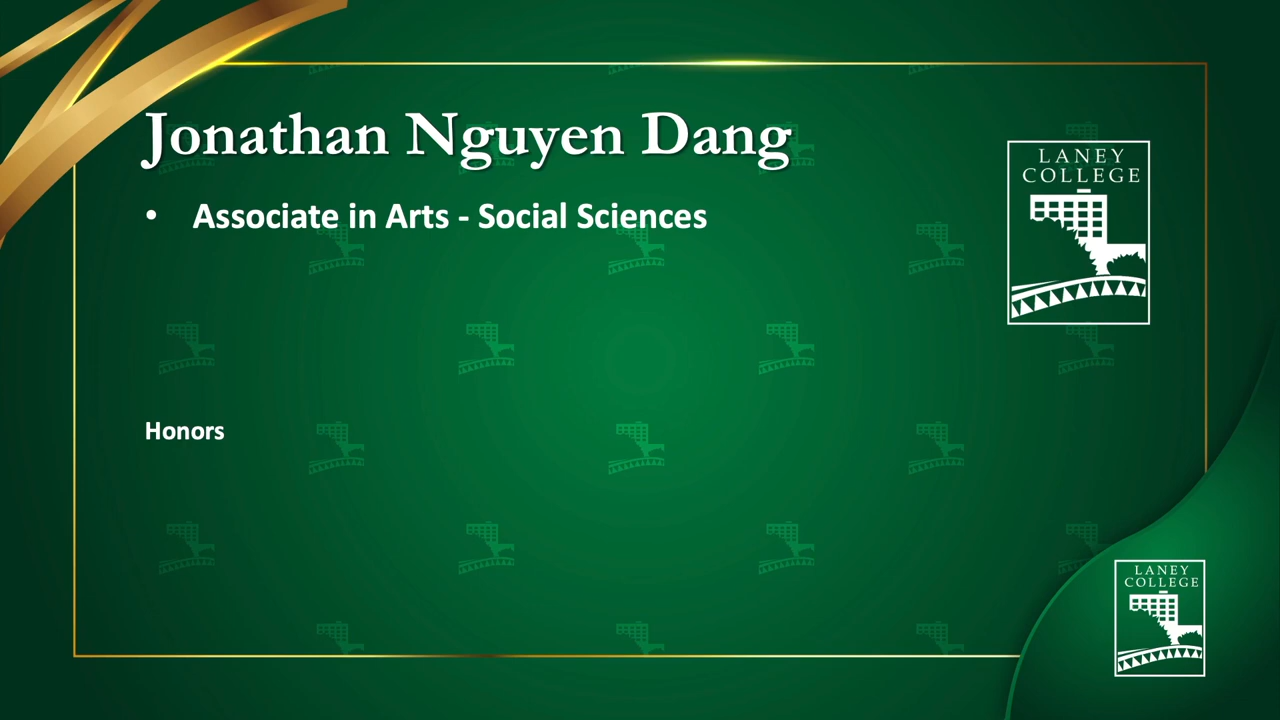 Jonathan Nguyen Dang
• Associate in Arts - Social Sciences
Honors
LANEY
COLLEGE
LANEY
COLLEGE